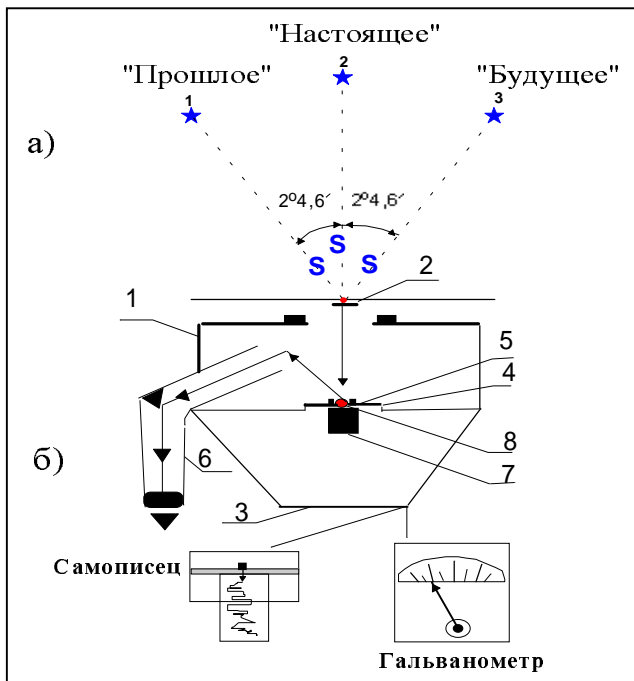 "Настоящее"
2
"Прошлое"
"Будущее"
1
3
а)
2º4,6´ 2º4,6´
S
S S
2
1
5
4
8
б)
6
7
3
Самописец
Гальванометр